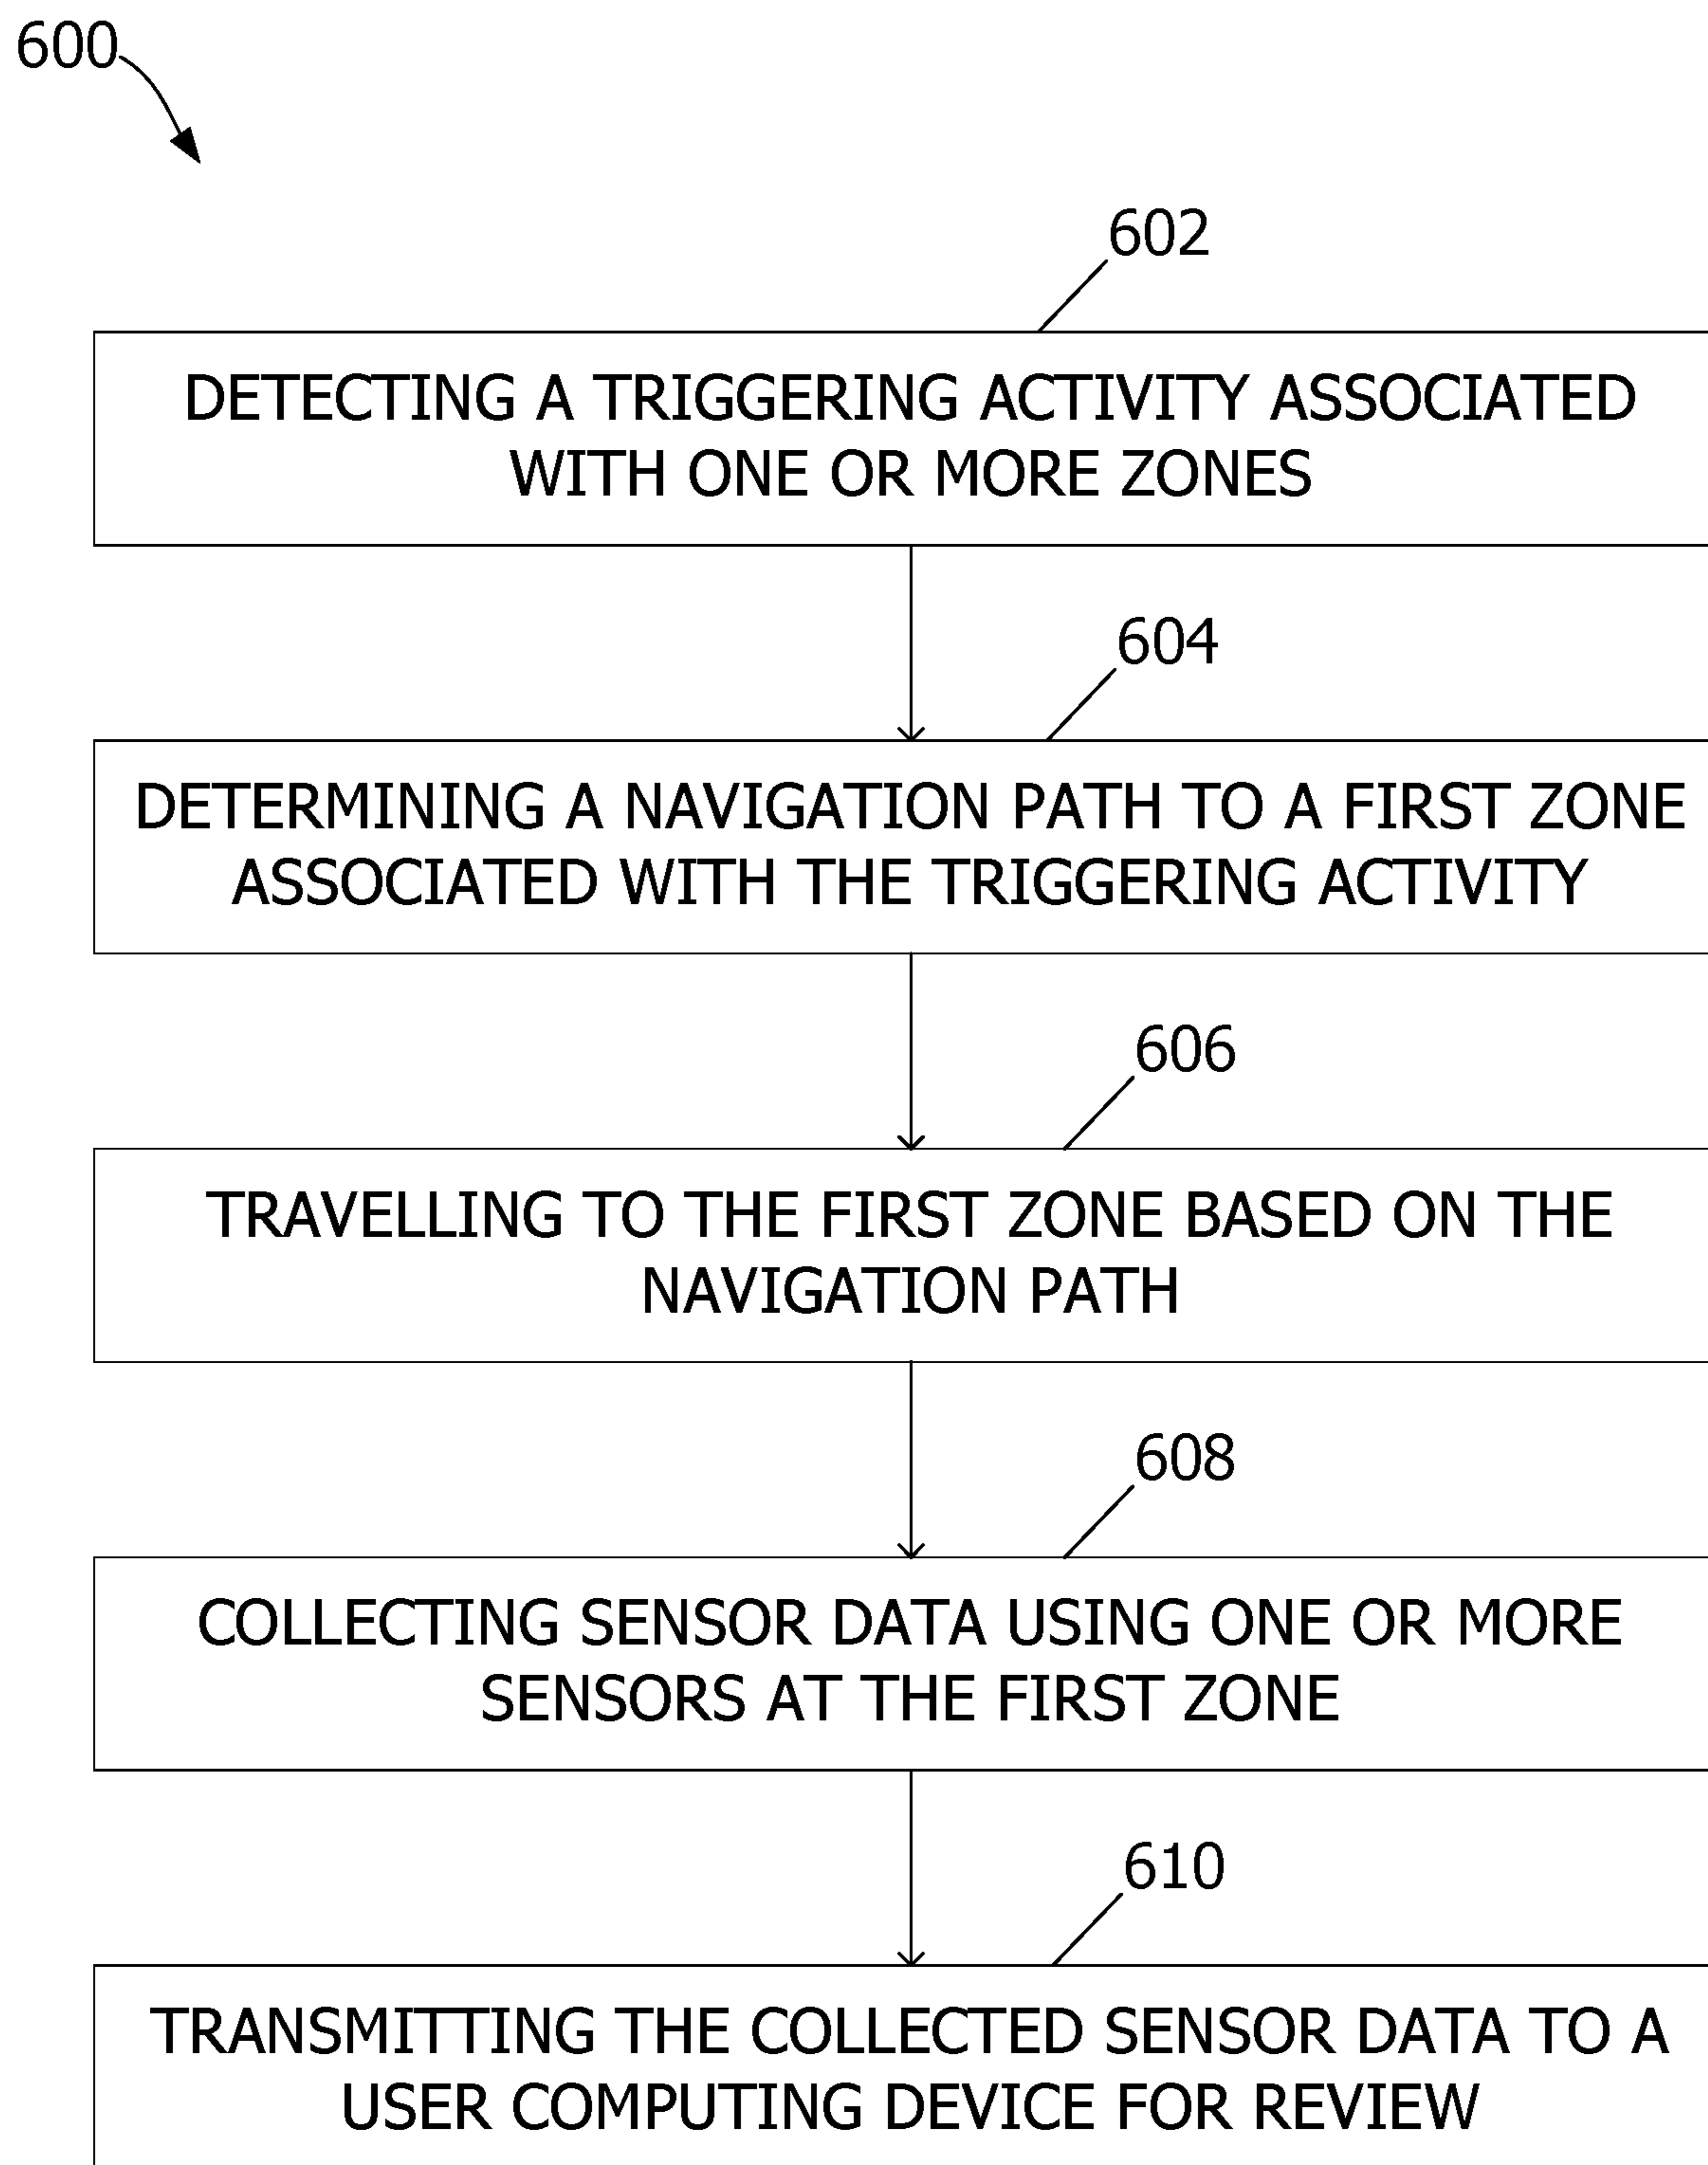 600
602
DETECTING A TRIGGERING ACTIVITY ASSOCIATED
WITH ONE OR MORE ZONES
604
DETERMINING A NAVIGATION PATH TO A FIRST ZONE
ASSOCIATED WITH THE TRIGGERING ACTIVITY
606
TRAVELLING TO THE FIRST ZONE BASED ON THE
NAVIGATION PATH
608
COLLECTING SENSOR DATA USING ONE OR MORE
SENSORS AT THE FIRST ZONE
610
TRANSMITTING THE COLLECTED SENSOR DATA TO A
USER COMPUTING DEVICE FOR REVIEW